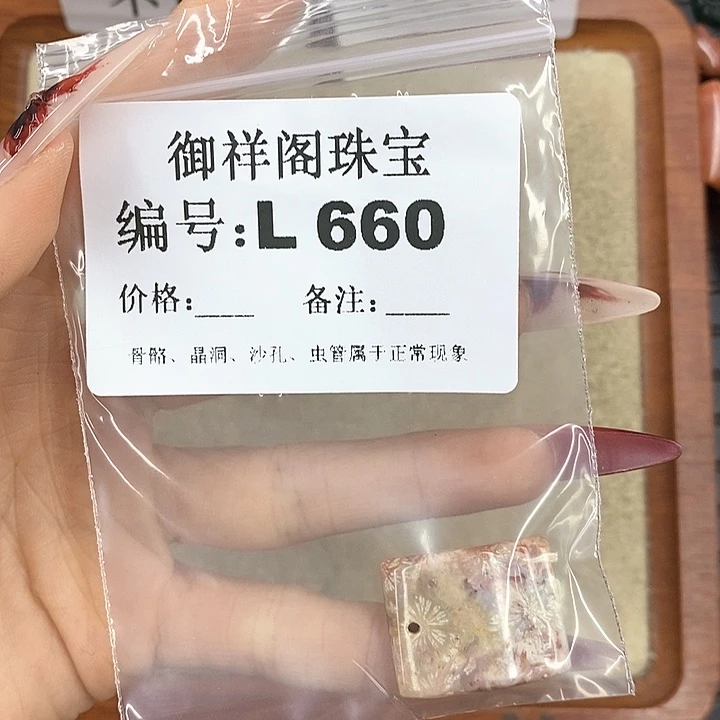 御祥阁珠宝
编号:L 660
价格:____ 备注:____
骨骼、晶洞、沙孔、虫管属于正常现象